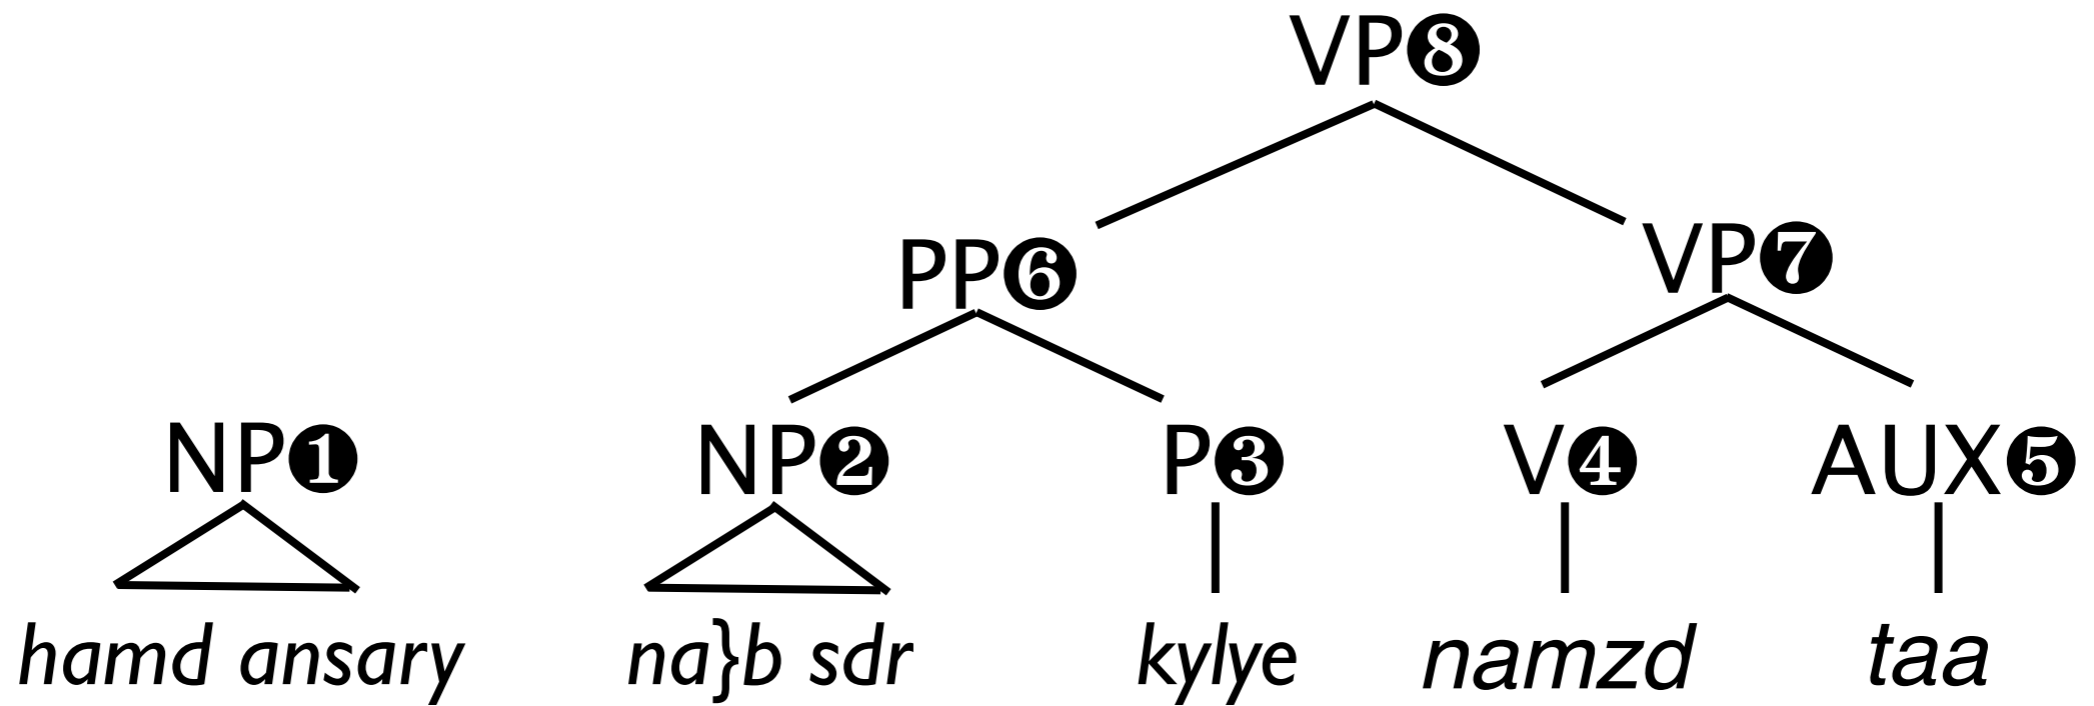 VP❽
PP❻ VP❼
NP❶ NP❷ P❸ V❹ AUX❺
hamd ansary na}b sdr kylye namzd taa